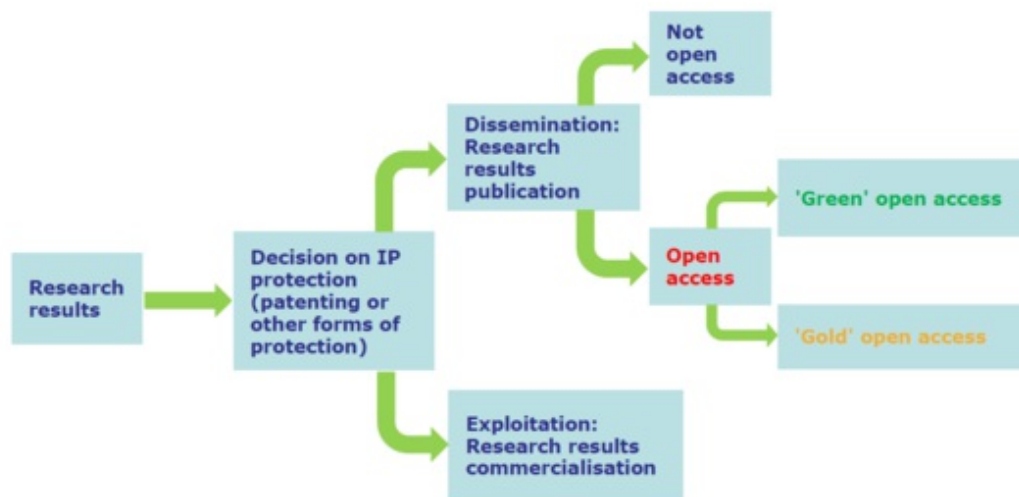 Research
results
Decision on IP
protection
(patenting or
other forms of
protection)
Dissemination:
Research
results
publication
Not
open
access
Open
access
'Green' open access
'Gold' open access
Exploitation:
Research results
commercialisation